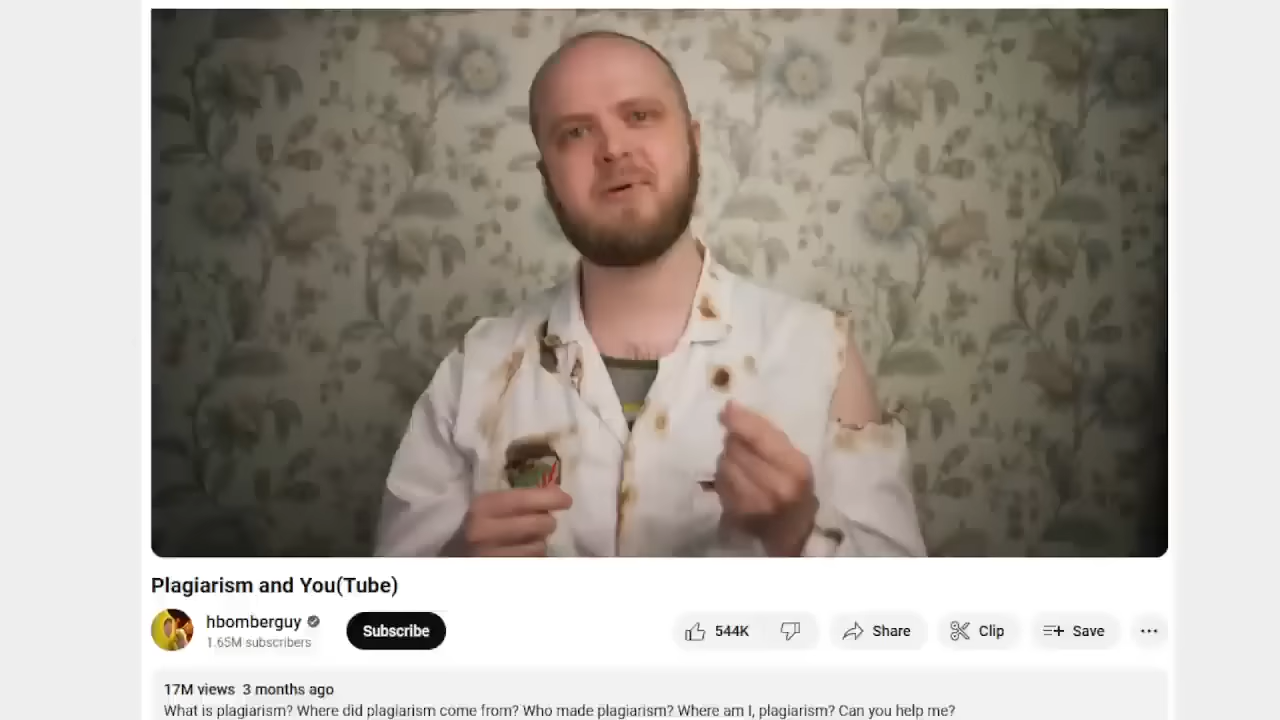 Plagiarism and You(Tube)
hbomberguy
1.65M subscribers
Subscribe
544K
Share
Clip
Save
17M views 3 months ago
What is plagiarism? Where did plagiarism come from? Who made plagiarism? Where am I, plagiarism? Can you help me?